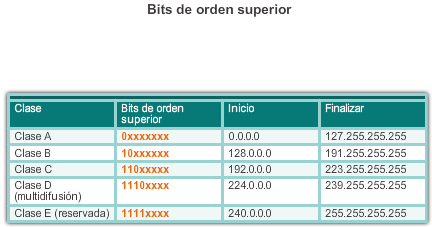 Bits de orden superior
Clase Bits de orden superior Inicio Finalizar
Clase A 0xxxxxxx 0.0.0.0 127.255.255.255
Clase B 10xxxxxx 128.0.0.0 191.255.255.255
Clase C 110xxxxx 192.0.0.0 223.255.255.255
Clase D (multidifusión) 1110xxxx 224.0.0.0 239.255.255.255
Clase E (reservada) 1111xxxx 240.0.0.0 255.255.255.255